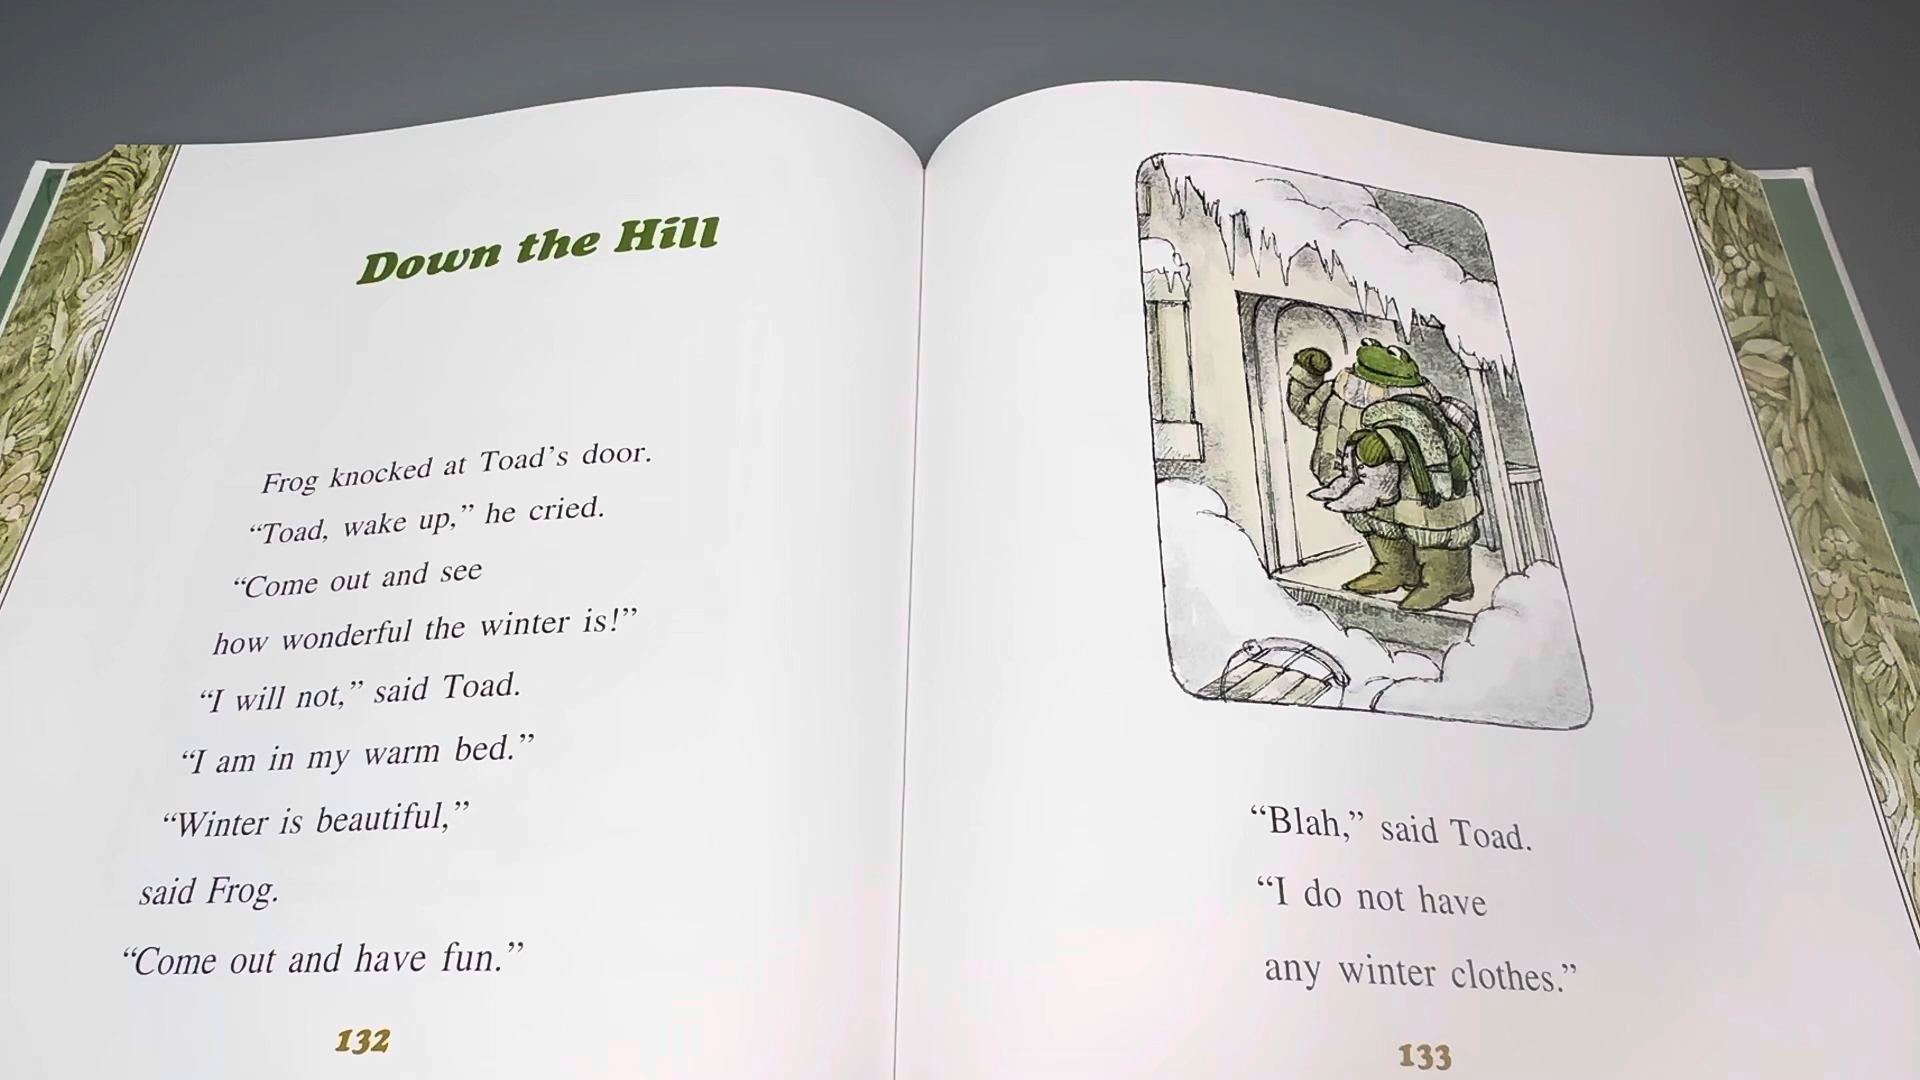 Down the Hill
Frog knocked at Toad’s door.
“Toad, wake up,” he cried.
“Come out and see
how wonderful the winter is!”
“I will not,” said Toad.
“I am in my warm bed.”
“Winter is beautiful,”
said Frog.
“Come out and have fun.”
132
“Blah,” said Toad.
“I do not have
any winter clothes.”
133